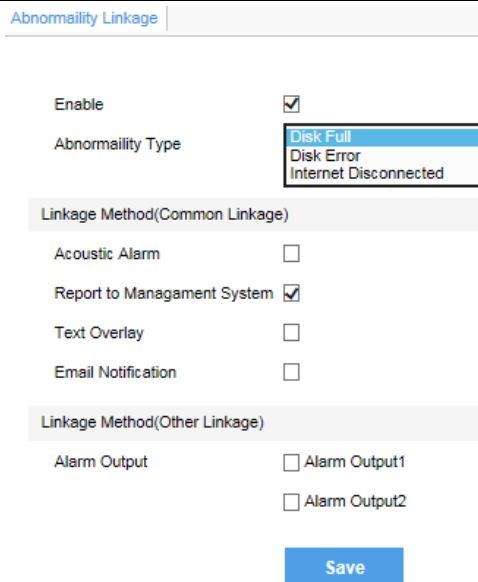 Abnormaility Linkage
Enable
Abnormaility Type
Disk Full
Disk Error
Internet Disconnected
Linkage Method(Common Linkage)
Acoustic Alarm
Report to Managament System
Text Overlay
Email Notification
Linkage Method(Other Linkage)
Alarm Output
Alarm Output1
Alarm Output2
Save